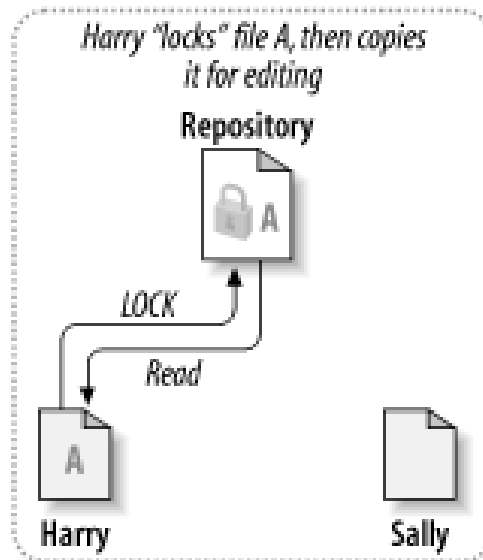 Harry “locks” file A, then copies
it for editing
Repository
A
LOCK
Read
A
Harry
Sally